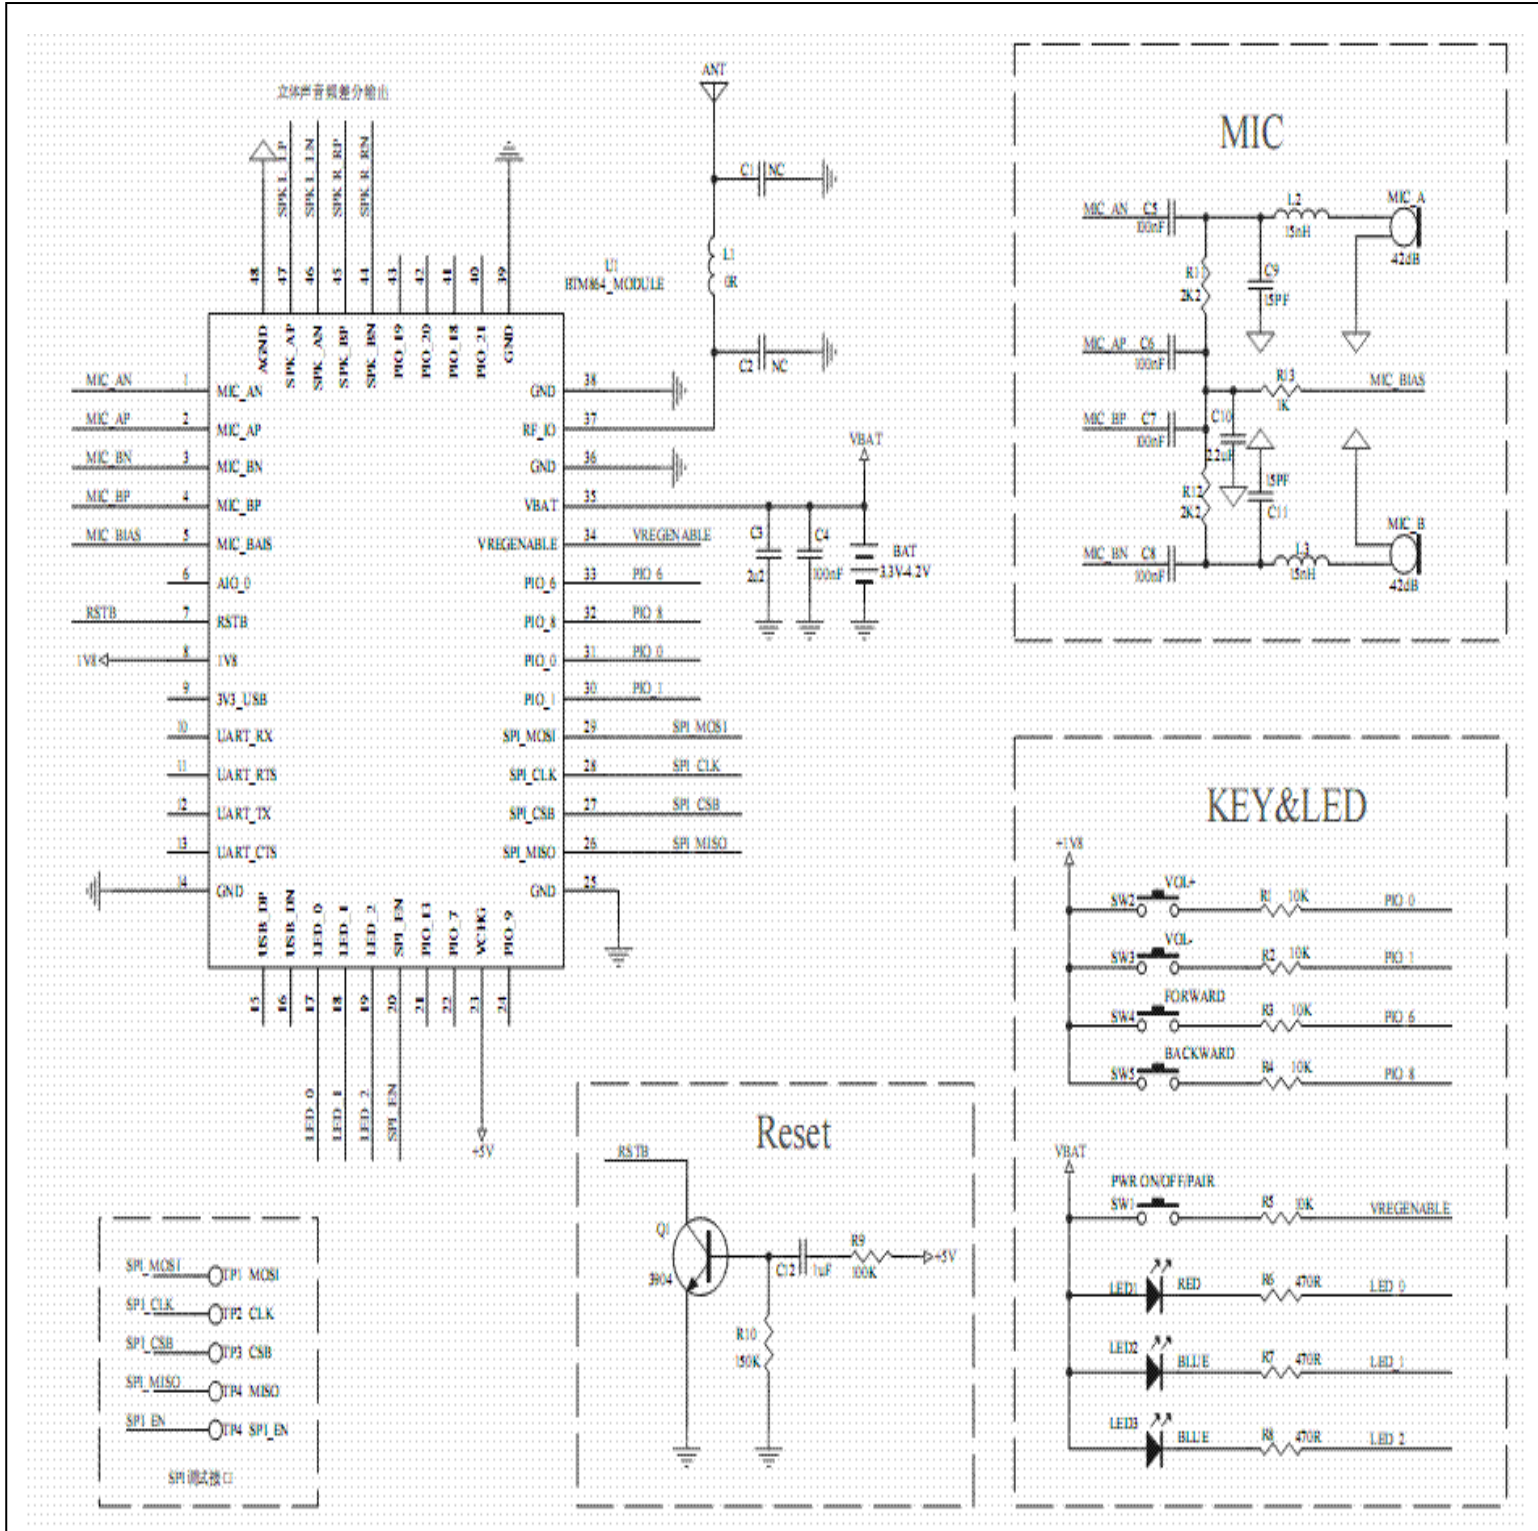 立体声音频差分输出
SPK_L_LP
SPK_L_LN
SPK_R_RP
SPK_R_RN
48
47
46
45
44
43
42
41
40
39
AGND
SPK_AP
SPK_AN
SPK_BP
SPK_BN
PIO_19
PIO_20
PIO_18
PIO_21
GND
U1
BTM864_MODULE
MIC_AN 1 MIC_AN
MIC_AP 2 MIC_AP
MIC_BN 3 MIC_BN
MIC_BP 4 MIC_BP
MIC_BIAS 5 MIC_BAIS
6 AIO_0
RSTB 7 RSTB
1V8 8 1V8
9 3V3_USB
10 UART_RX
11 UART_RTS
12 UART_TX
13 UART_CTS
14 GND
GND 38
RF_IO 37
GND 36
VBAT 35
VREGENABLE 34 VREGENABLE
PIO_6 33 PIO_6
PIO_8 32 PIO_8
PIO_0 31 PIO_0
PIO_1 30 PIO_1
SPI_MOSI 29 SPI_MOSI
SPI_CLK 28 SPI_CLK
SPI_CSB 27 SPI_CSB
SPI_MISO 26 SPI_MISO
GND 25
USB_DP
USB_DN
LED_0
LED_1
LED_2
SPI_EN
PIO_13
PIO_7
VCHG
PIO_9
15
16
17
18
19
20
21
22
23
24
LED_0
LED_1
LED_2
SPI_EN
+5V
ANT
C1 NC
L1
0R
C2 NC
VBAT
C3
2u2
C4
100nF
BAT
3.3V-4.2V
MIC
MIC_AN C5
100nF
L2
15nH
MIC_A
42dB
R11
2K2
C9
15PF
MIC_AP C6
100nF
R13
1K
MIC_BIAS
MIC_BP C7
100nF
C10
2.2uF
15PF
C11
R12
2K2
MIC_BN C8
100nF
L3
15nH
MIC_B
42dB
KEY&LED
+1V8
SW2 VOL+ R1 10K PIO_0
SW3 VOL- R2 10K PIO_1
SW4 FORWARD R3 10K PIO_6
SW5 BACKWARD R4 10K PIO_8
VBAT
PWR ON/OFF/PAIR
SW1 R5 10K VREGENABLE
LED1 RED R6 470R LED_0
LED2 BLUE R7 470R LED_1
LED3 BLUE R8 470R LED_2
Reset
RSTB
Q1
3904
C12 1uF
R9
100K
+5V
R10
150K
SPI_MOSI TP1 MOSI
SPI_CLK TP2 CLK
SPI_CSB TP3 CSB
SPI_MISO TP4 MISO
SPI_EN TP4 SPI_EN
SPI 调试接口